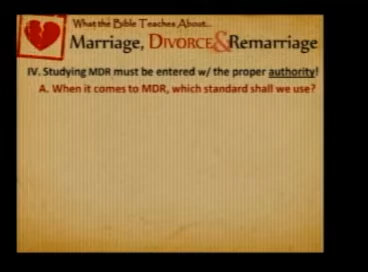 What the Bible Teaches About...
Marriage, DIVORCE & Remarriage
IV. Studying MDR must be entered w/ the proper authority!
A. When it comes to MDR, which standard shall we use?